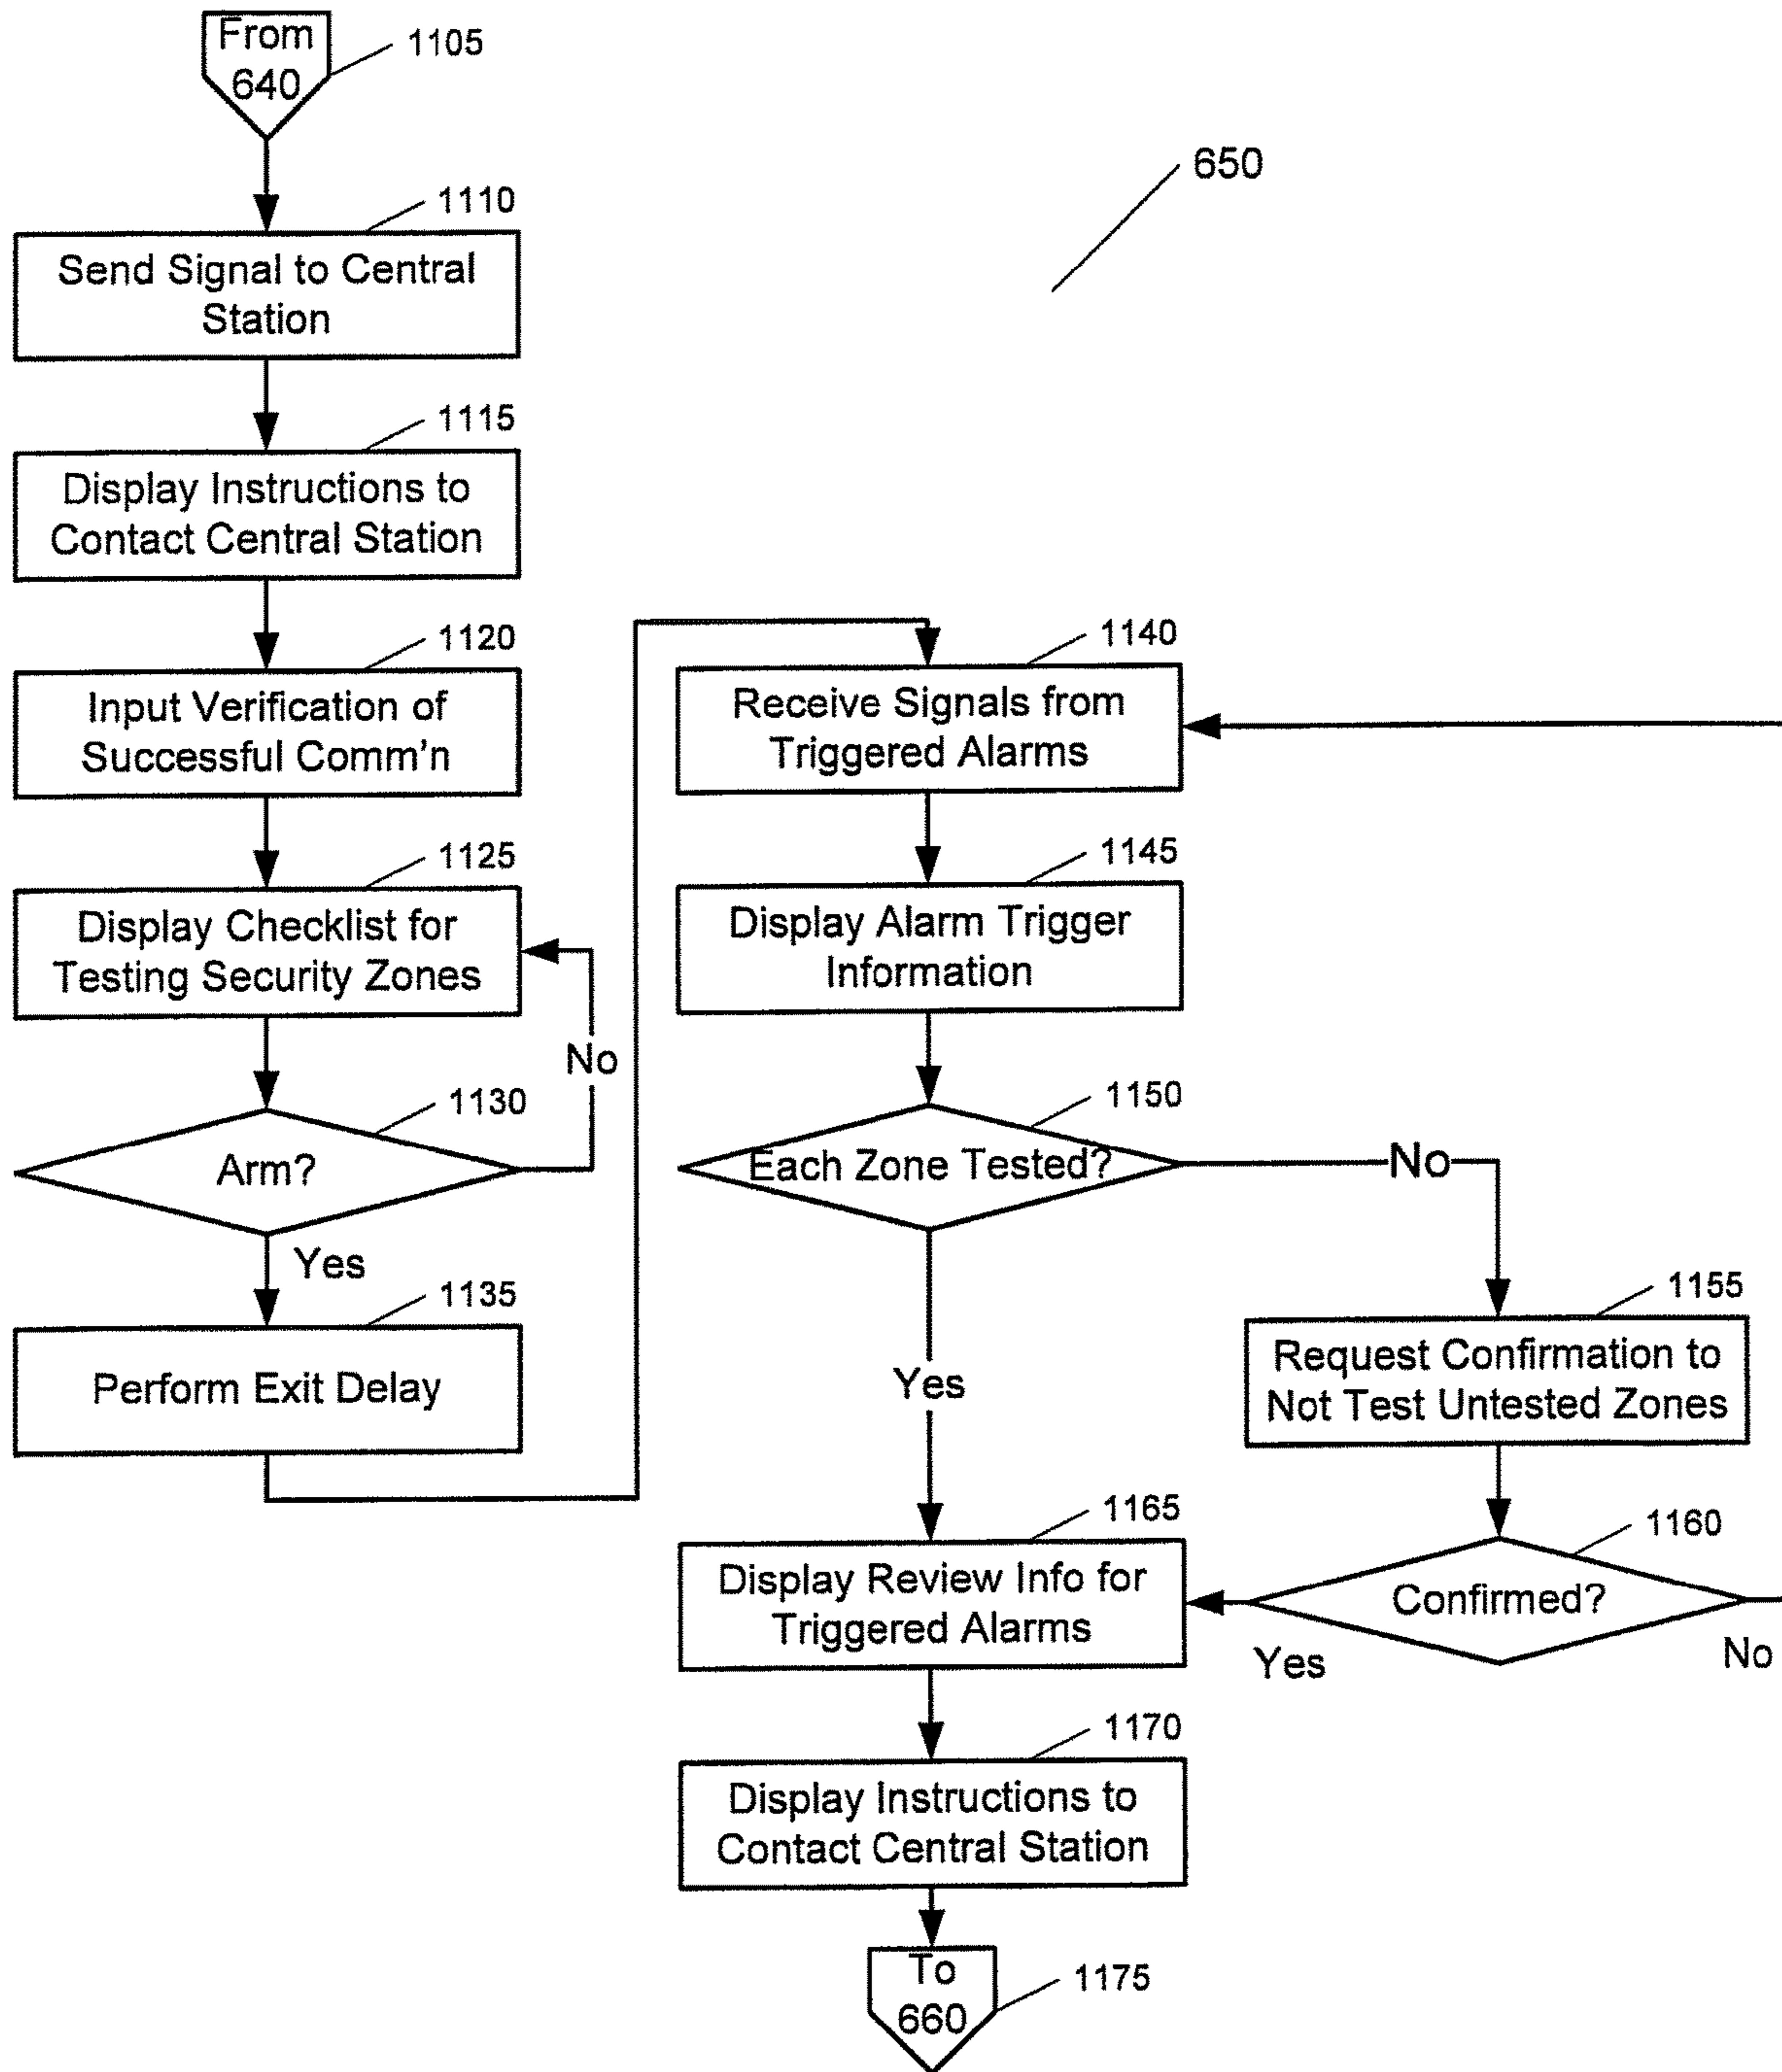 From
640
1105
650
1110
Send Signal to Central
Station
1115
Display Instructions to
Contact Central Station
1120
Input Verification of
Successful Comm'n
1125
Display Checklist for
Testing Security Zones
No
1130
Arm?
Yes
1135
Perform Exit Delay
1140
Receive Signals from
Triggered Alarms
1145
Display Alarm Trigger
Information
1150
Each Zone Tested?
No
Yes
1155
Request Confirmation to
Not Test Untested Zones
1160
Confirmed?
Yes
No
1165
Display Review Info for
Triggered Alarms
1170
Display Instructions to
Contact Central Station
To
660
1175